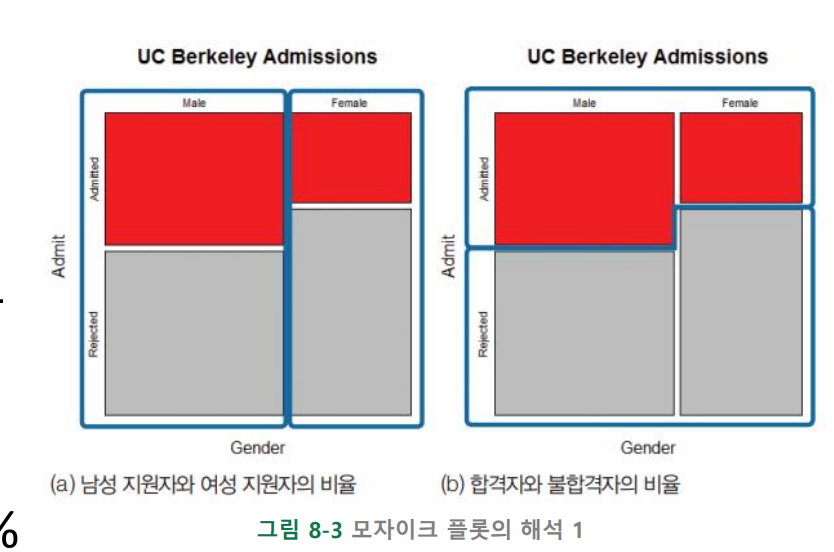 UC Berkeley Admissions
Male Female
Admitted
Rejected
Admit
Gender
(a) 남성 지원자와 여성 지원자의 비율
UC Berkeley Admissions
Male Female
Admitted
Rejected
Admit
Gender
(b) 합격자와 불합격자의 비율
%
그림 8-3 모자이크 플롯의 해석 1